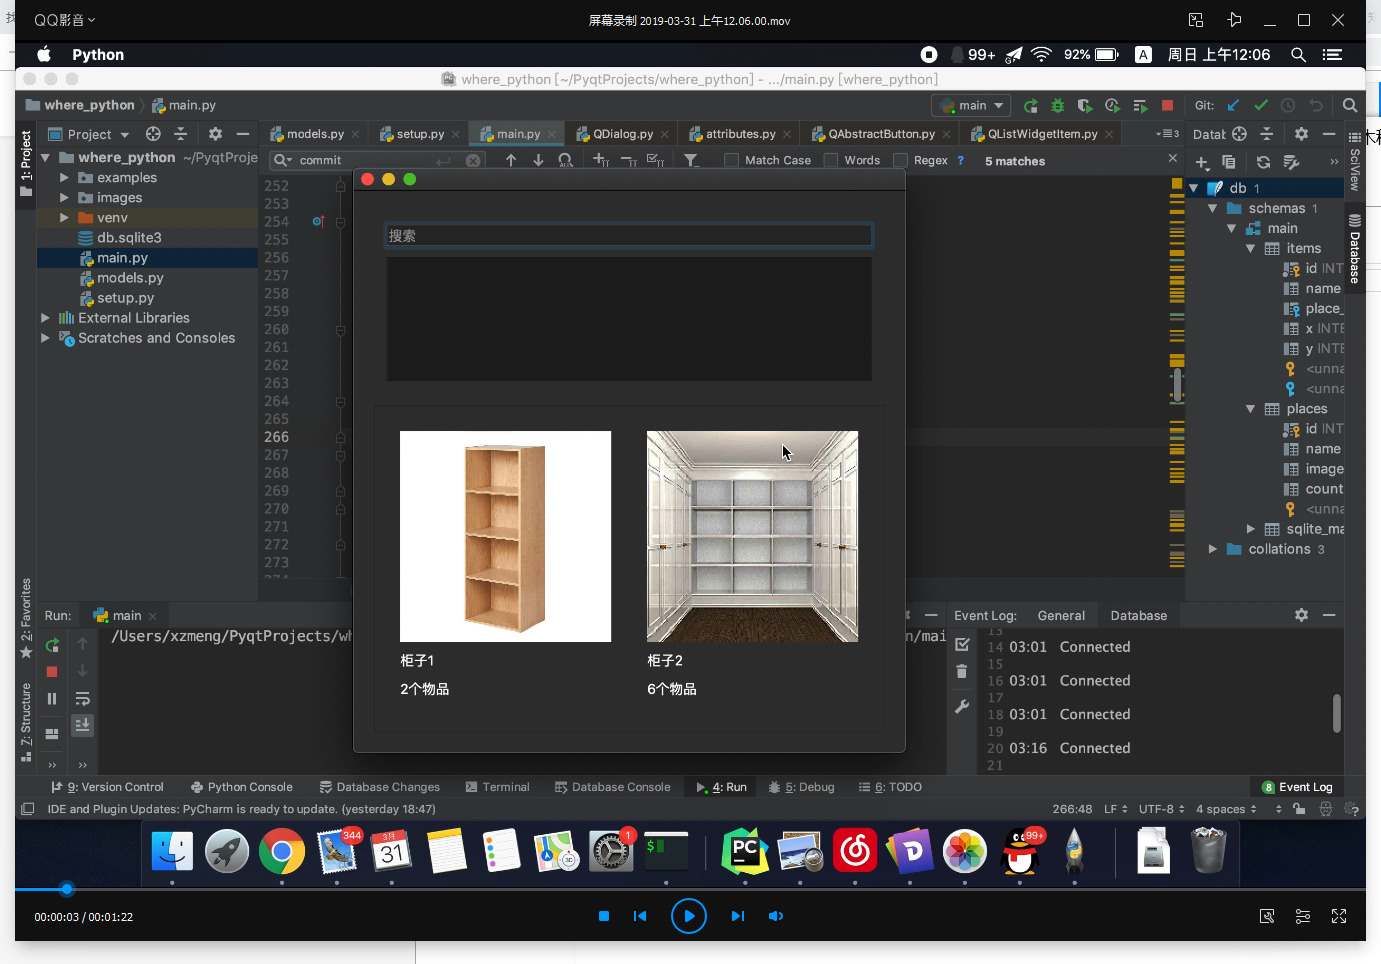 QQ影音
屏幕录制 2019-03-31 上午12.06.00.mov
Python
99+
92%
A
周日 上午12:06
where_python [~/PyqtProjects/where_python] - .../main.py [where_python]
where_python
main.py
main
Git:
1: Project
Project
models.py
setup.py
main.py
QDialog.py
attributes.py
QAbstractButton.py
QListWidgetItem.py
Datat
SciView
Database
where_python ~/PyqtProje
examples
images
venv
db.sqlite3
main.py
models.py
setup.py
External Libraries
Scratches and Consoles
commit
Match Case
Words
Regex
?
5 matches
252
253
254
255
256
257
258
259
260
261
262
263
264
265
266
267
268
269
270
271
272
273
db 1
schemas 1
main
items
id INT
name
place_
x INTE
y INTE
<unna
<unna
places
id INT
name
image
count
<unna
sqlite_ma
collations 3
搜索
柜子1
2个物品
柜子2
6个物品
2: Favorites
Z: Structure
Run:
main
/Users/xzmeng/PyqtProjects/wh
n/mai
Event Log:
General
Database
13
14 03:01 Connected
15
16 03:01 Connected
17
18 03:01 Connected
19
20 03:16 Connected
21
9: Version Control
Python Console
Database Changes
Terminal
Database Console
4: Run
5: Debug
6: TODO
8 Event Log
IDE and Plugin Updates: PyCharm is ready to update. (yesterday 18:47)
266:48
LF
UTF-8
4 spaces
344
3月
31
3D
1
$
PC
D
99+
00:00:03 / 00:01:22